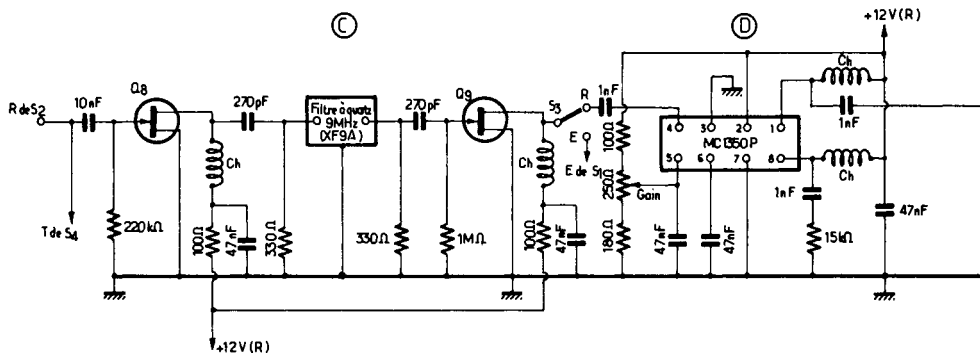 C
D
+12V(R)
R de S2
10nF
Q8
270pF
Filtre à quatz
9MHz
(XF9A)
270pF
Q9
S3
R
1nF
E
E de S1
T de S4
220kΩ
Ch
100Ω
47nF
330Ω
330Ω
1MΩ
Ch
100Ω
47nF
100Ω
250Ω
Gain
180Ω
47nF
47nF
4
3
2
1
MC1350P
5
6
7
8
Ch
1nF
Ch
1nF
15kΩ
47nF
+12V(R)